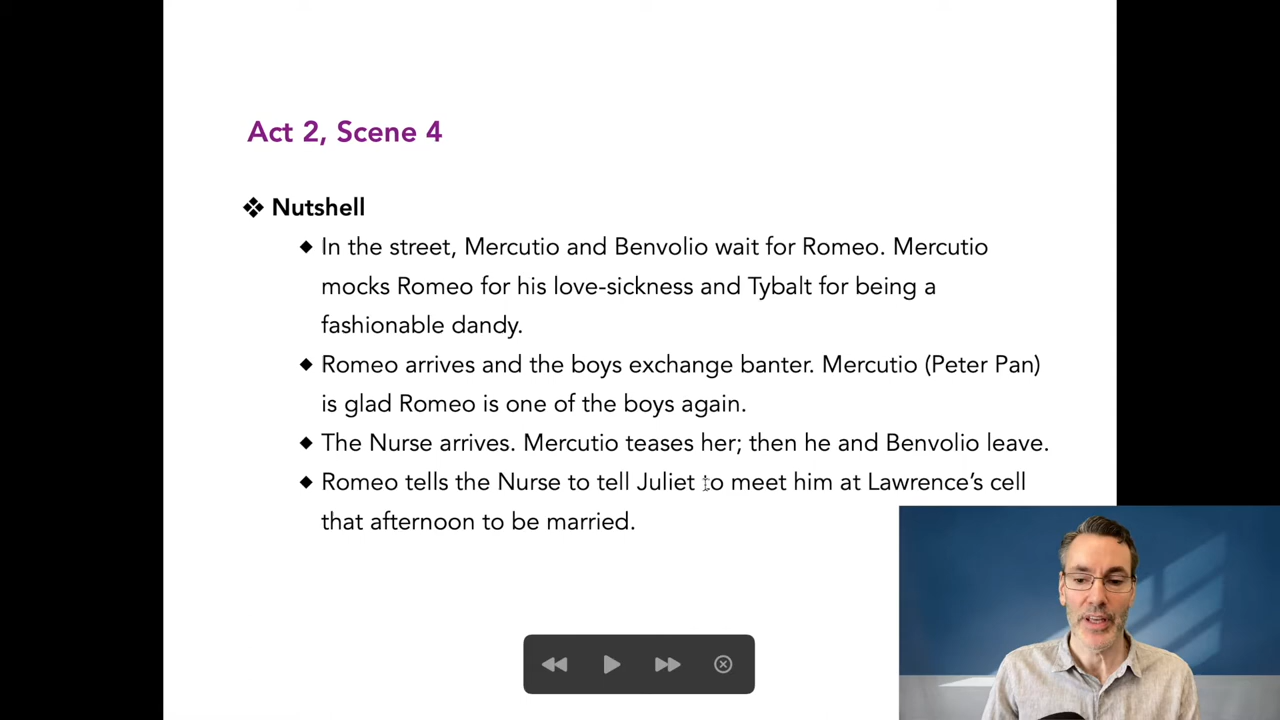 Act 2, Scene 4
❖ Nutshell
◆ In the street, Mercutio and Benvolio wait for Romeo. Mercutio
mocks Romeo for his love-sickness and Tybalt for being a
fashionable dandy.
◆ Romeo arrives and the boys exchange banter. Mercutio (Peter Pan)
is glad Romeo is one of the boys again.
◆ The Nurse arrives. Mercutio teases her; then he and Benvolio leave.
◆ Romeo tells the Nurse to tell Juliet to meet him at Lawrence’s cell
that afternoon to be married.